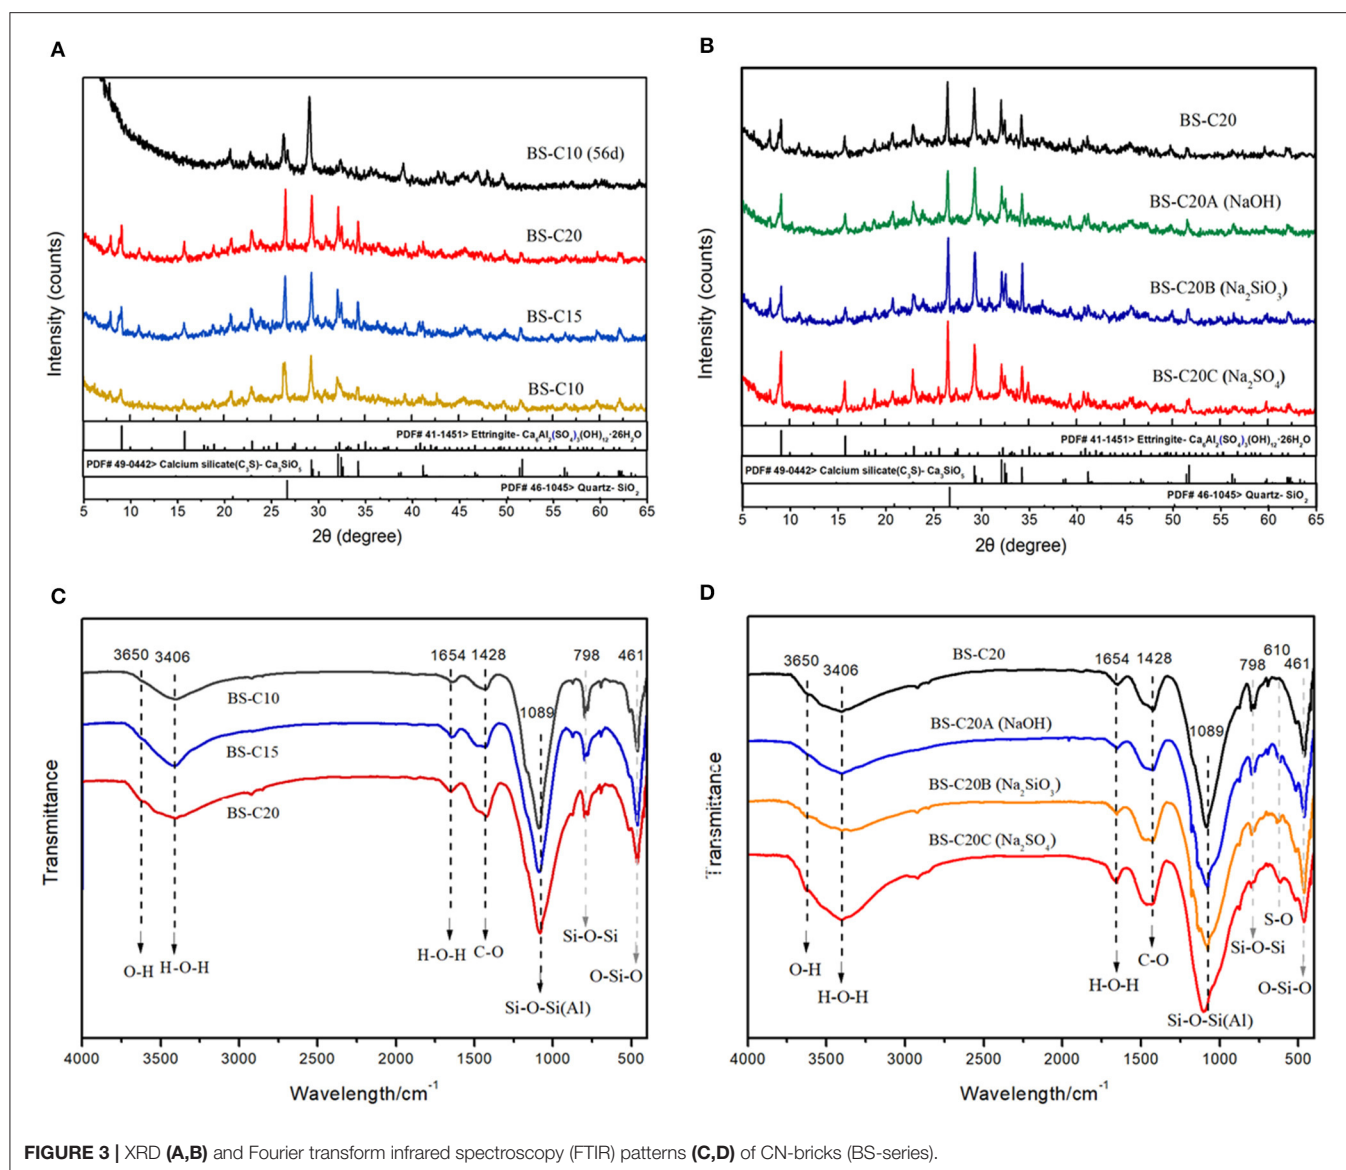 A
Intensity (counts)
BS-C10 (56d)
BS-C20
BS-C15
BS-C10
PDF# 41-1451> Ettringite- Ca₆Al₂(SO₄)₃(OH)₁₂·26H₂O
PDF# 49-0442> Calcium silicate(C₃S)- Ca₃SiO₅
PDF# 46-1045> Quartz- SiO₂
5 10 15 20 25 30 35 40 45 50 55 60 65
2θ (degree)
B
Intensity (counts)
BS-C20
BS-C20A (NaOH)
BS-C20B (Na₂SiO₃)
BS-C20C (Na₂SO₄)
PDF# 41-1451> Ettringite- Ca₆Al₂(SO₄)₃(OH)₁₂·26H₂O
PDF# 49-0442> Calcium silicate(C₃S)- Ca₃SiO₅
PDF# 46-1045> Quartz- SiO₂
5 10 15 20 25 30 35 40 45 50 55 60 65
2θ (degree)
C
Transmittance
3650 3406 1654 1428 798 461
BS-C10
1089
BS-C15
BS-C20
Si-O-Si
O-H H-O-H H-O-H C-O O-Si-O
Si-O-Si(Al)
4000 3500 3000 2500 2000 1500 1000 500
Wavelength/cm⁻¹
D
Transmittance
BS-C20 610
3650 3406 1654 1428 798 461
BS-C20A (NaOH)
1089
BS-C20B (Na₂SiO₃)
BS-C20C (Na₂SO₄)
S-O
Si-O-Si
O-H C-O
H-O-H H-O-H O-Si-O
Si-O-Si(Al)
4000 3500 3000 2500 2000 1500 1000 500
Wavelength/cm⁻¹
FIGURE 3 | XRD (A,B) and Fourier transform infrared spectroscopy (FTIR) patterns (C,D) of CN-bricks (BS-series).